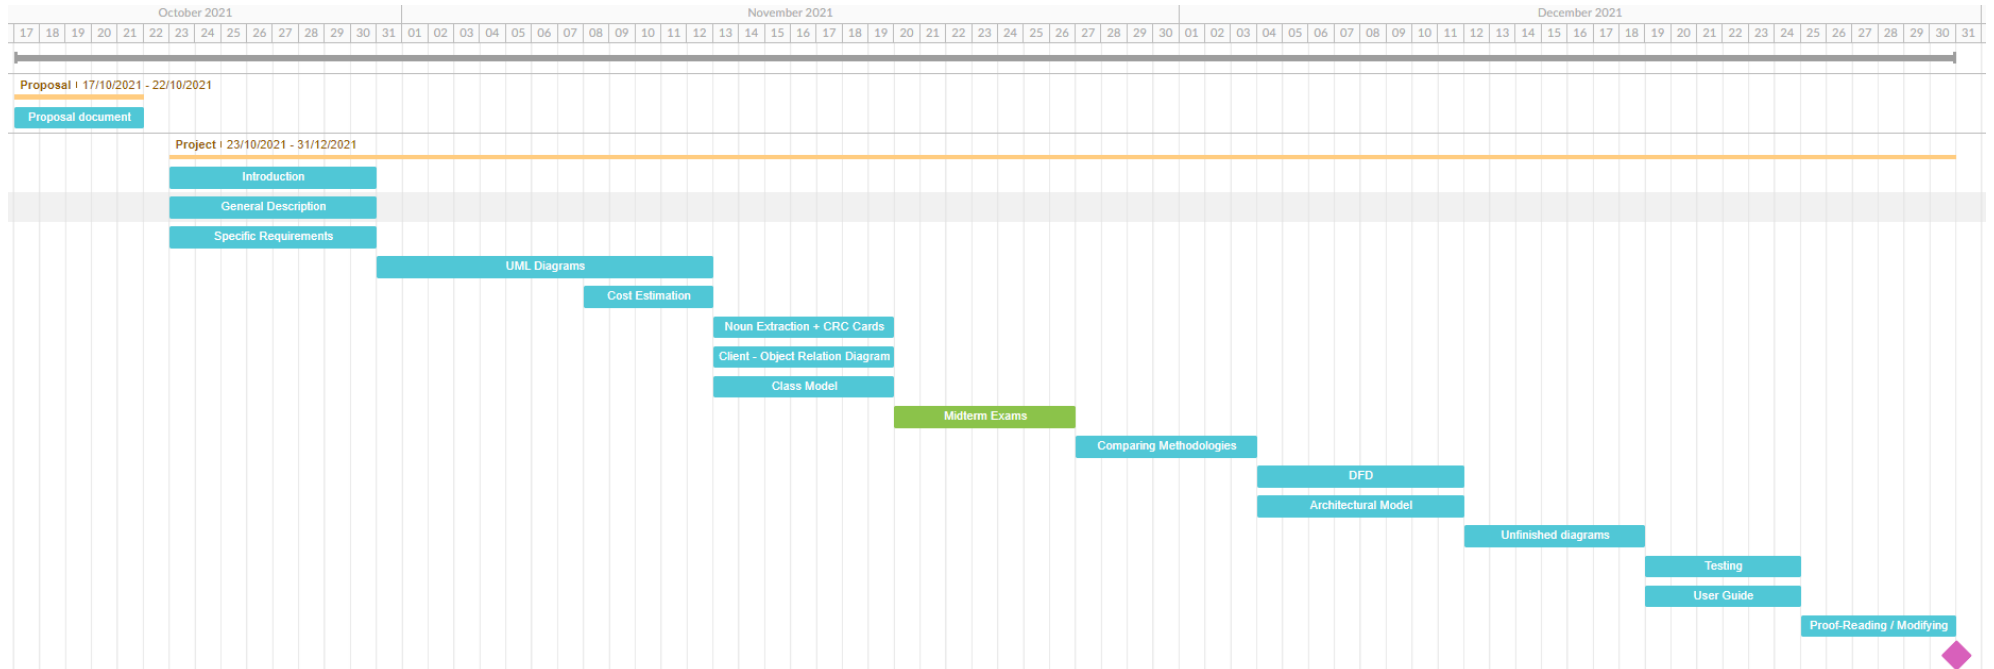 October 2021 November 2021 December 2021
17 18 19 20 21 22 23 24 25 26 27 28 29 30 31 01 02 03 04 05 06 07 08 09 10 11 12 13 14 15 16 17 18 19 20 21 22 23 24 25 26 27 28 29 30 01 02 03 04 05 06 07 08 09 10 11 12 13 14 15 16 17 18 19 20 21 22 23 24 25 26 27 28 29 30 31
Proposal 17/10/2021 - 22/10/2021
Proposal document
Project 23/10/2021 - 31/12/2021
Introduction
General Description
Specific Requirements
UML Diagrams
Cost Estimation
Noun Extraction + CRC Cards
Client - Object Relation Diagram
Class Model
Midterm Exams
Comparing Methodologies
DFD
Architectural Model
Unfinished diagrams
Testing
User Guide
Proof-Reading / Modifying